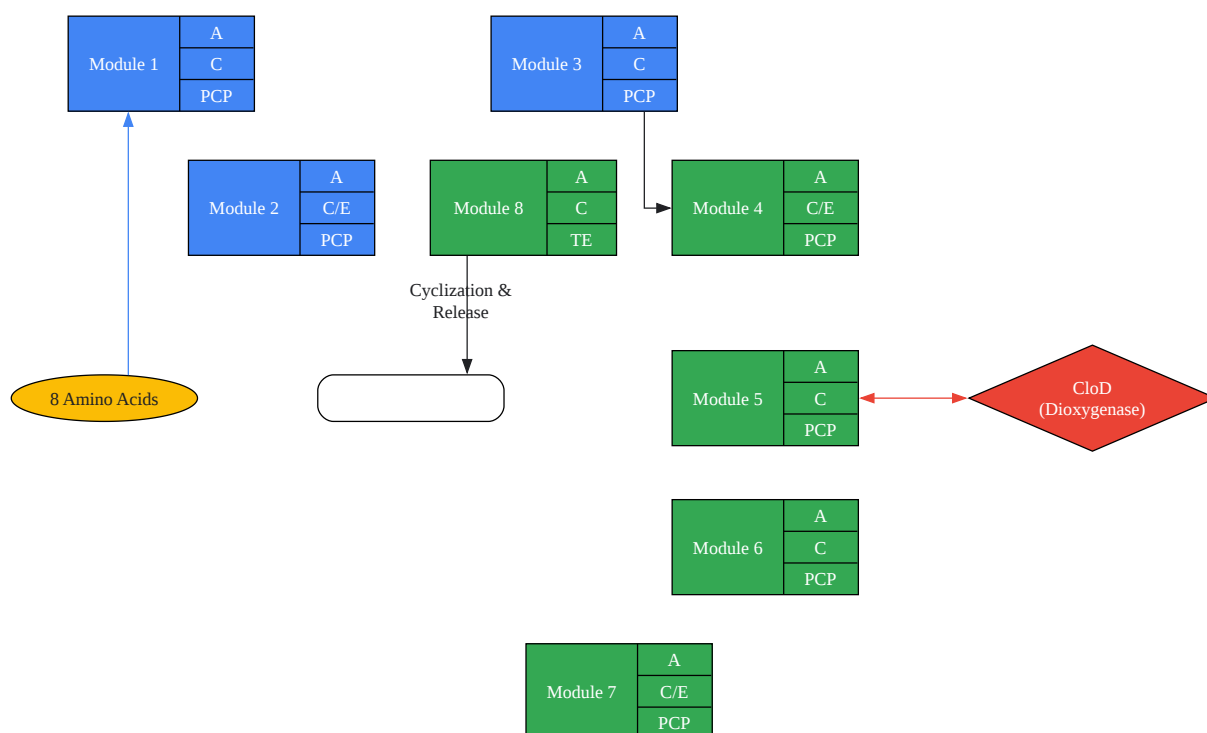 Module 1
A
C
PCP
Module 3
A
C
PCP
Module 2
A
C/E
PCP
Module 8
A
C
TE
Module 4
A
C/E
PCP
Cyclization &
Release
8 Amino Acids
Module 5
A
C
PCP
CloD
(Dioxygenase)
Module 6
A
C
PCP
Module 7
A
C/E
PCP